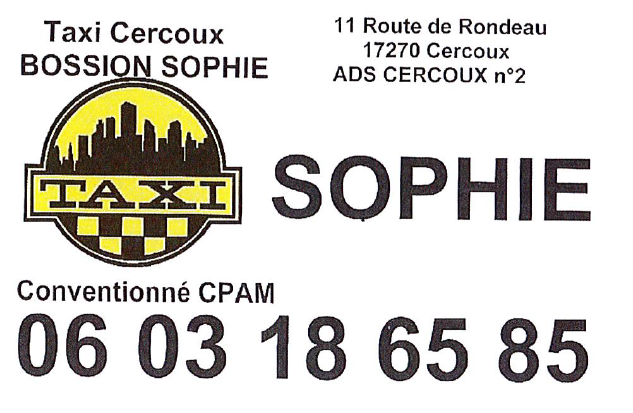 Taxi Cercoux
BOSSION SOPHIE
11 Route de Rondeau
17270 Cercoux
ADS CERCOUX n°2
TAXI
SOPHIE
Conventionné CPAM
06 03 18 65 85